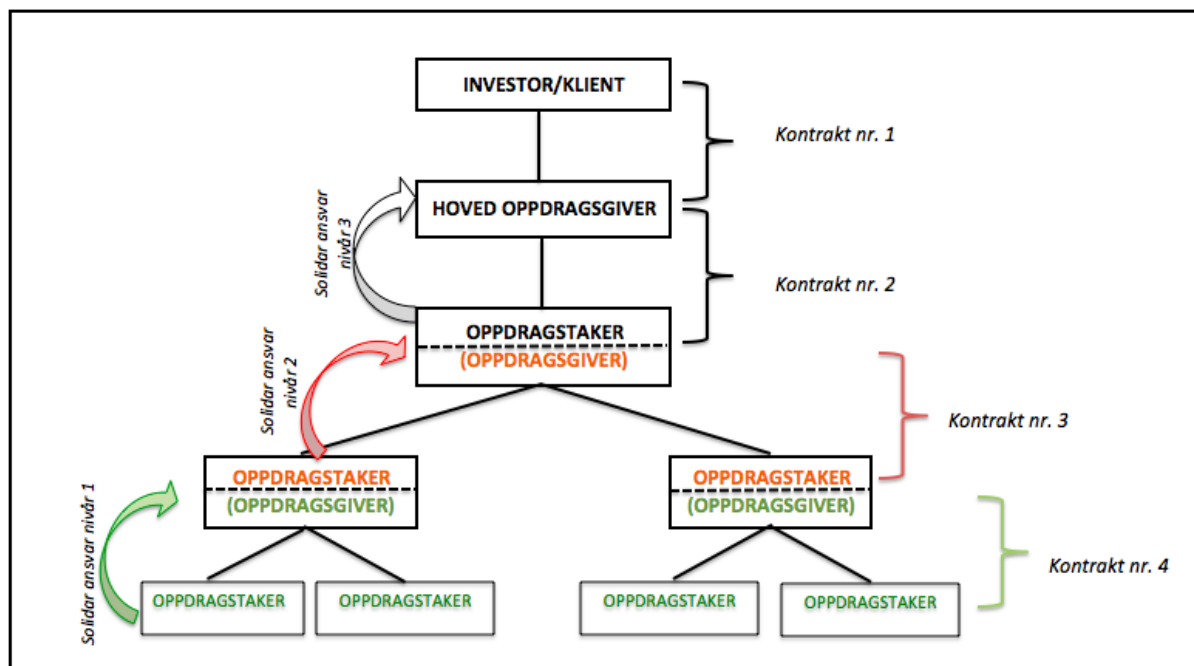 INVESTOR/KLIENT
Kontrakt nr. 1
HOVED OPPDRAGSGIVER
Solidar ansvar
nivår 3
Kontrakt nr. 2
OPPDRAGSTAKER
(OPPDRAGSGIVER)
Solidar ansvar
nivår 2
Kontrakt nr. 3
OPPDRAGSTAKER
(OPPDRAGSGIVER)
OPPDRAGSTAKER
(OPPDRAGSGIVER)
Solidar ansvar nivår 1
Kontrakt nr. 4
OPPDRAGSTAKER
OPPDRAGSTAKER
OPPDRAGSTAKER
OPPDRAGSTAKER